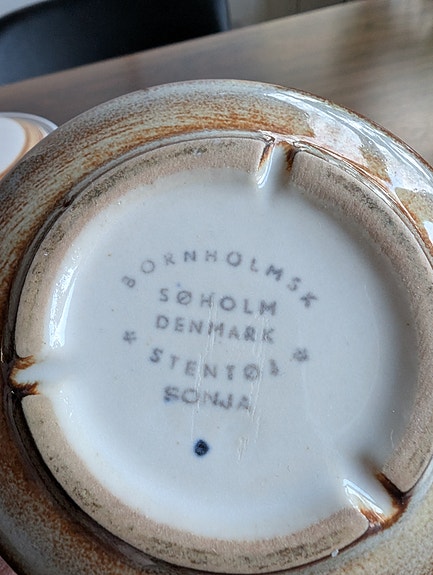 BORNHOLMSK
SØHOLM
DENMARK
* STENTØJ *
SONJA